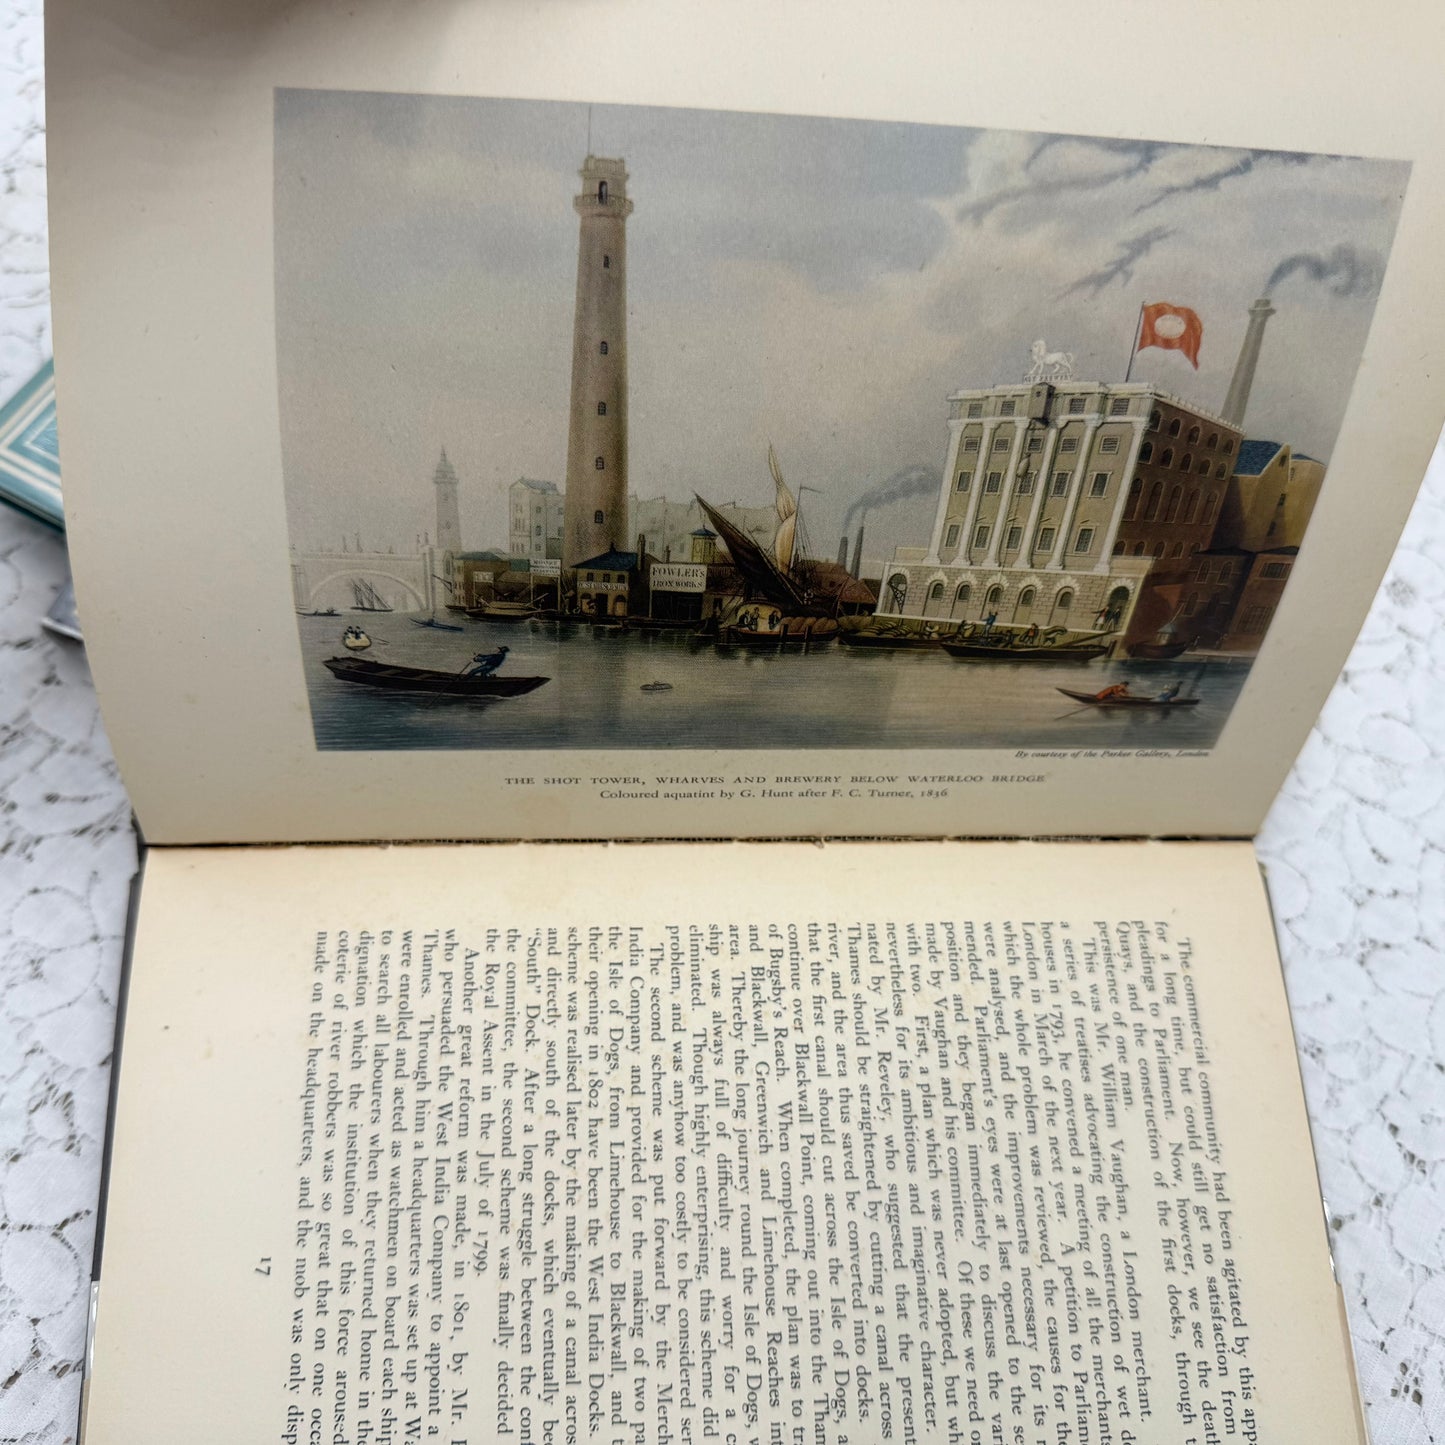 FOWLER'S
IRON WORKS
By courtesy of the Parker Gallery, London
THE SHOT TOWER, WHARVES AND BREWERY BELOW WATERLOO BRIDGE
Coloured aquatint by G. Hunt after F. C. Turner, 1836
The commercial community had been agitated by this
for a long time, but could still get no satisfaction from
pleadings to Parliament. Now, however, we see the
Quays, and the construction of the first docks, through
persistence of one man.
This was Mr. William Vaughan, a London merchant.
a series of treatises advocating the construction of wet
houses in 1793, he convened a meeting of all the merchants
London in March of the next year. A petition to
which the whole problem was reviewed, the causes for
were analysed, and the improvements necessary for its
mended. Parliament's eyes were at last opened to the
position and they began immediately to discuss the
made by Vaughan and his committee. Of these we need
with two. First, a plan which was never adopted, but
nevertheless for its ambitious and imaginative character.
nated by Mr. Reveley, who suggested that the present
Thames should be straightened by cutting a canal across
river, and the area thus saved be converted into docks.
that the first canal should cut across the Isle of Dogs, a
continue over Blackwall Point, coming out into the
of Bugsby's Reach. When completed, the plan was to
and Blackwall, Greenwich and Limehouse Reaches
area. Thereby the long journey round the Isle of Dogs,
ship was always full of difficulty and worry for a
eliminated. Though highly enterprising, this scheme did
problem, and was anyhow too costly to be considered
The second scheme was put forward by the
India Company and provided for the making of two
the Isle of Dogs, from Limehouse to Blackwall, and
their opening in 1802 have been the West India Docks.
scheme was realised later by the making of a canal
and directly south of the docks, which eventually
"South" Dock. After a long struggle between the
the committee, the second scheme was finally decided
the Royal Assent in the July of 1799.
Another great reform was made, in 1801, by Mr.
who persuaded the West India Company to appoint a
Thames. Through him a headquarters was set up at
were enrolled and acted as watchmen on board each
to search all labourers when they returned home in the
dignation which the institution of this force aroused
coterie of river robbers was so great that on one
made on the headquarters, and the mob was only
17